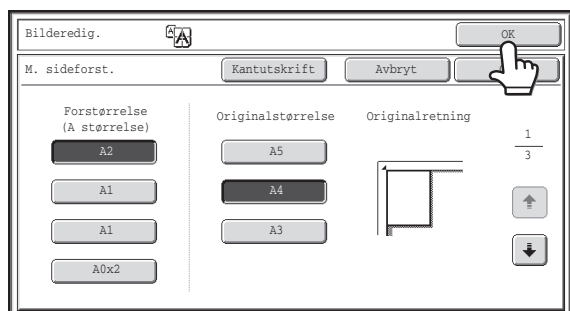 Bilderedig.
A A
OK
M. sideforst.
Kantutskrift
Avbryt
Forstørrelse
(A størrelse)
A2
A1
A1
A0x2
Originalstørrelse
A5
A4
A3
Originalretning
1
3